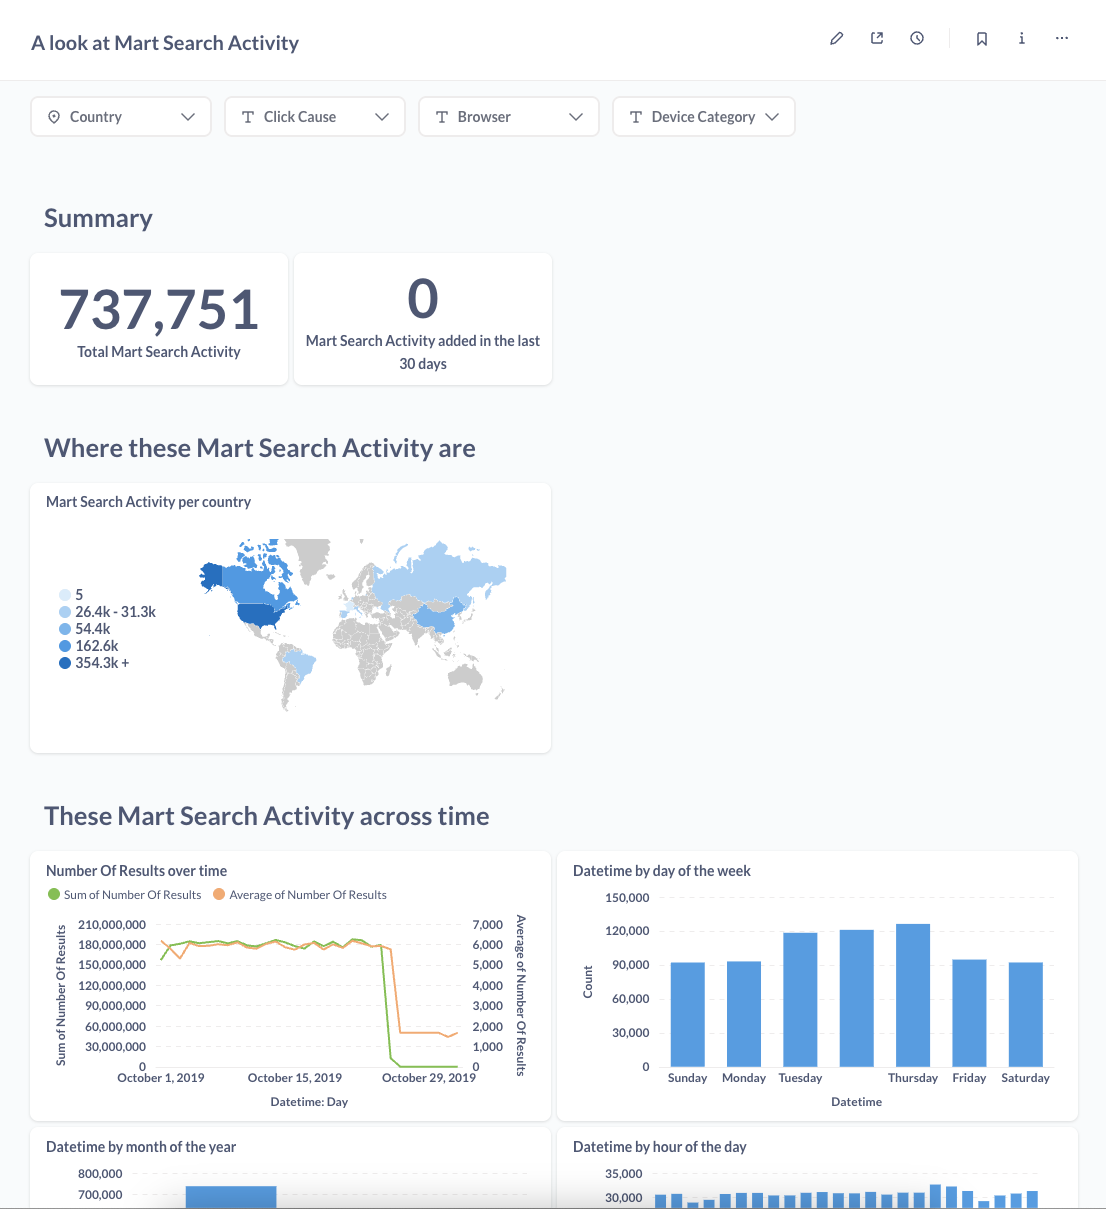 A look at Mart Search Activity
Country
Click Cause
Browser
Device Category
Summary
737,751
Total Mart Search Activity
0
Mart Search Activity added in the last
30 days
Where these Mart Search Activity are
Mart Search Activity per country
5
26.4k - 31.3k
54.4k
162.6k
354.3k +
These Mart Search Activity across time
Number Of Results over time
Sum of Number Of Results
Average of Number Of Results
Sum of Number Of Results
210,000,000
180,000,000
150,000,000
120,000,000
90,000,000
60,000,000
30,000,000
0
7,000
6,000
5,000
4,000
3,000
2,000
1,000
0
Average of Number Of Results
October 1, 2019
October 15, 2019
October 29, 2019
Datetime: Day
Datetime by day of the week
Count
150,000
120,000
90,000
60,000
30,000
0
Sunday
Monday
Tuesday
Thursday
Friday
Saturday
Datetime
Datetime by month of the year
800,000
700,000
Datetime by hour of the day
35,000
30,000